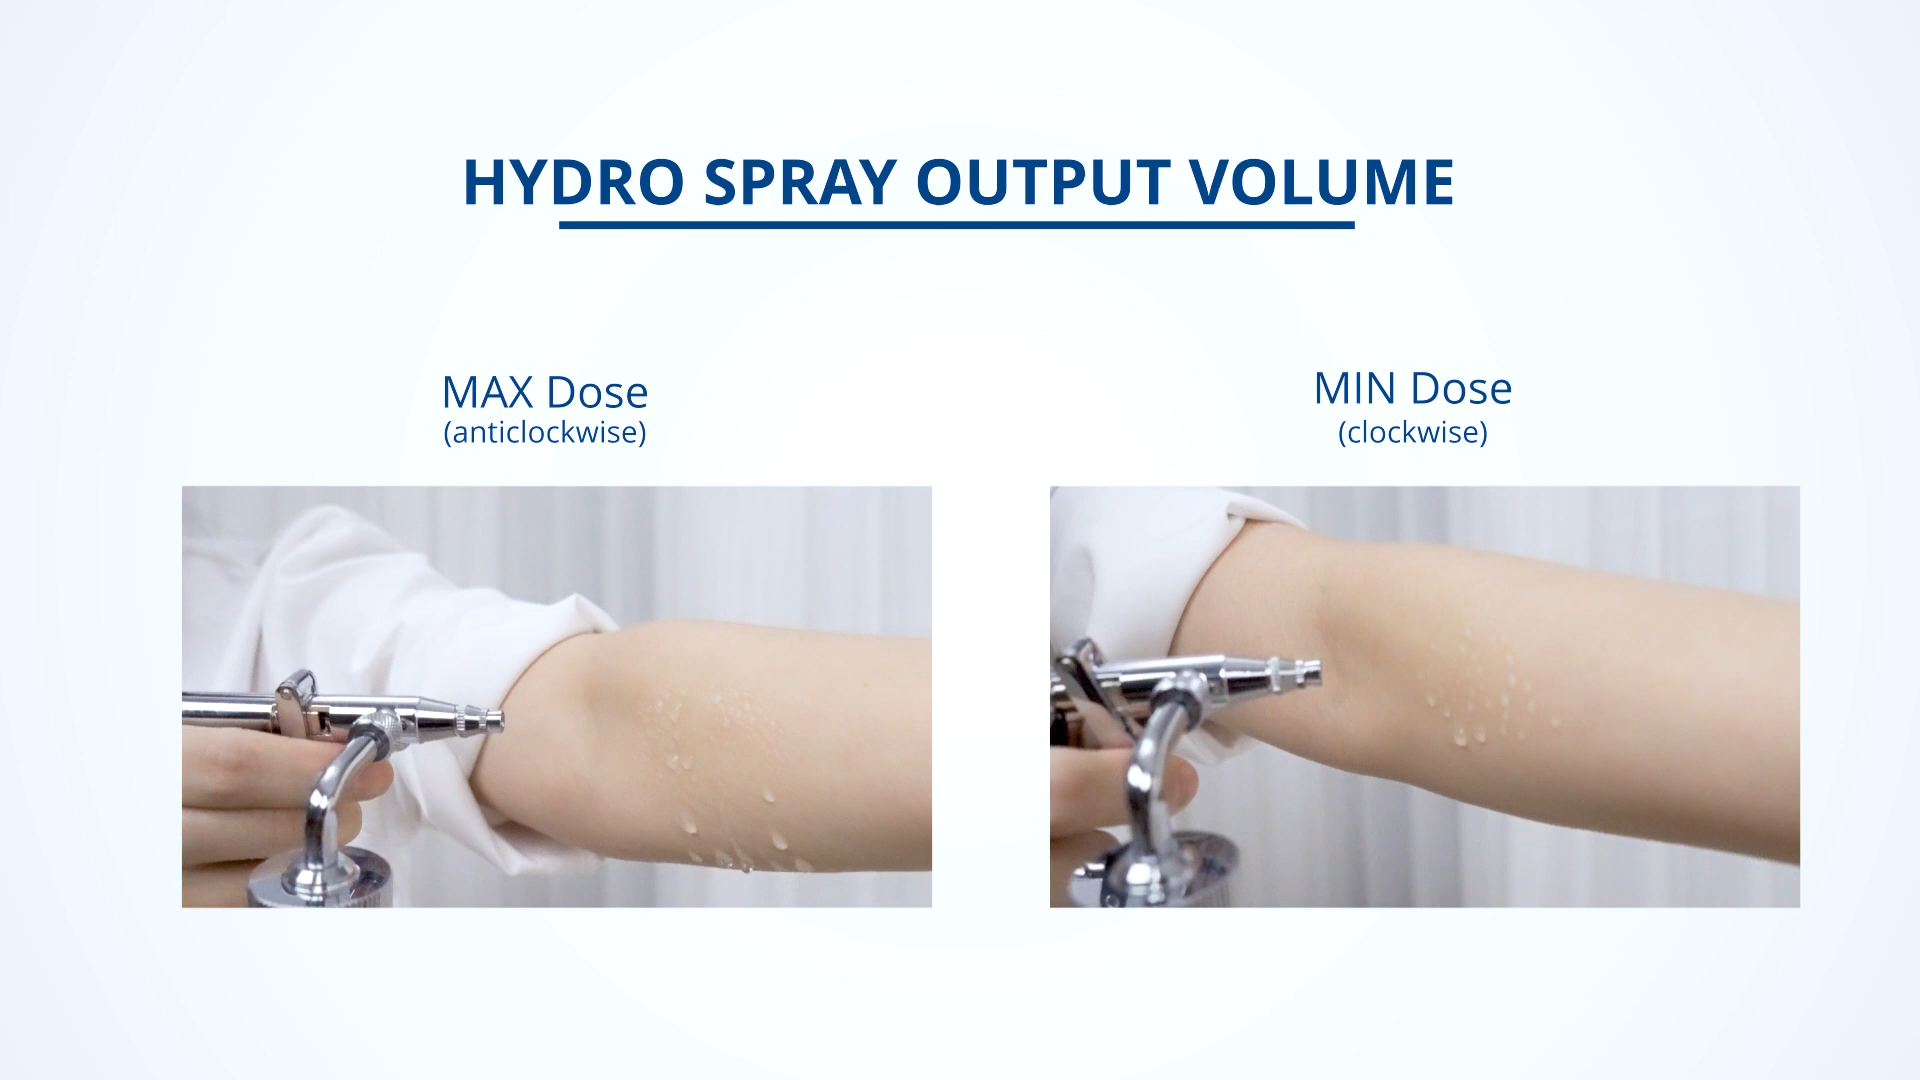 HYDRO SPRAY OUTPUT VOLUME
MAX Dose
(anticlockwise)
MIN Dose
(clockwise)